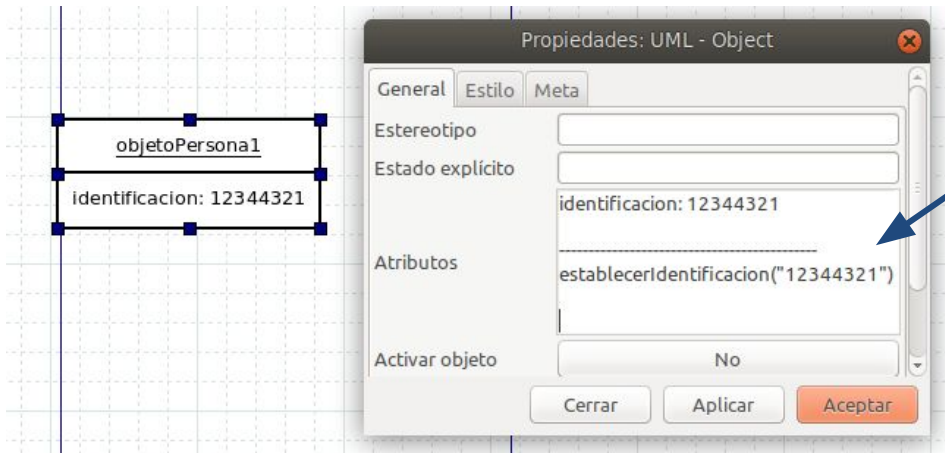 objetoPersona1
identificacion: 12344321
Propiedades: UML - Object
General Estilo Meta
Estereotipo
Estado explícito
Atributos
identificacion: 12344321
----------------------------------------
establecerIdentificacion("12344321")
Activar objeto No
Cerrar Aplicar Aceptar